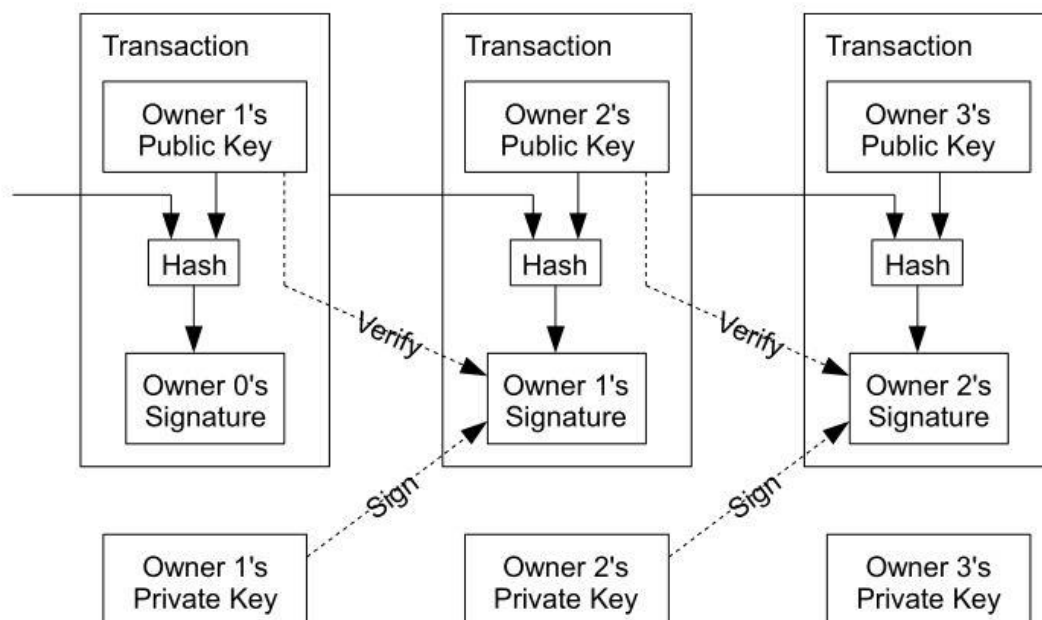 Transaction
Transaction
Transaction
Owner 1's
Public Key
Owner 2's
Public Key
Owner 3's
Public Key
Hash
Hash
Hash
Verify
Verify
Owner 0's
Signature
Owner 1's
Signature
Owner 2's
Signature
Sign
Sign
Owner 1's
Private Key
Owner 2's
Private Key
Owner 3's
Private Key